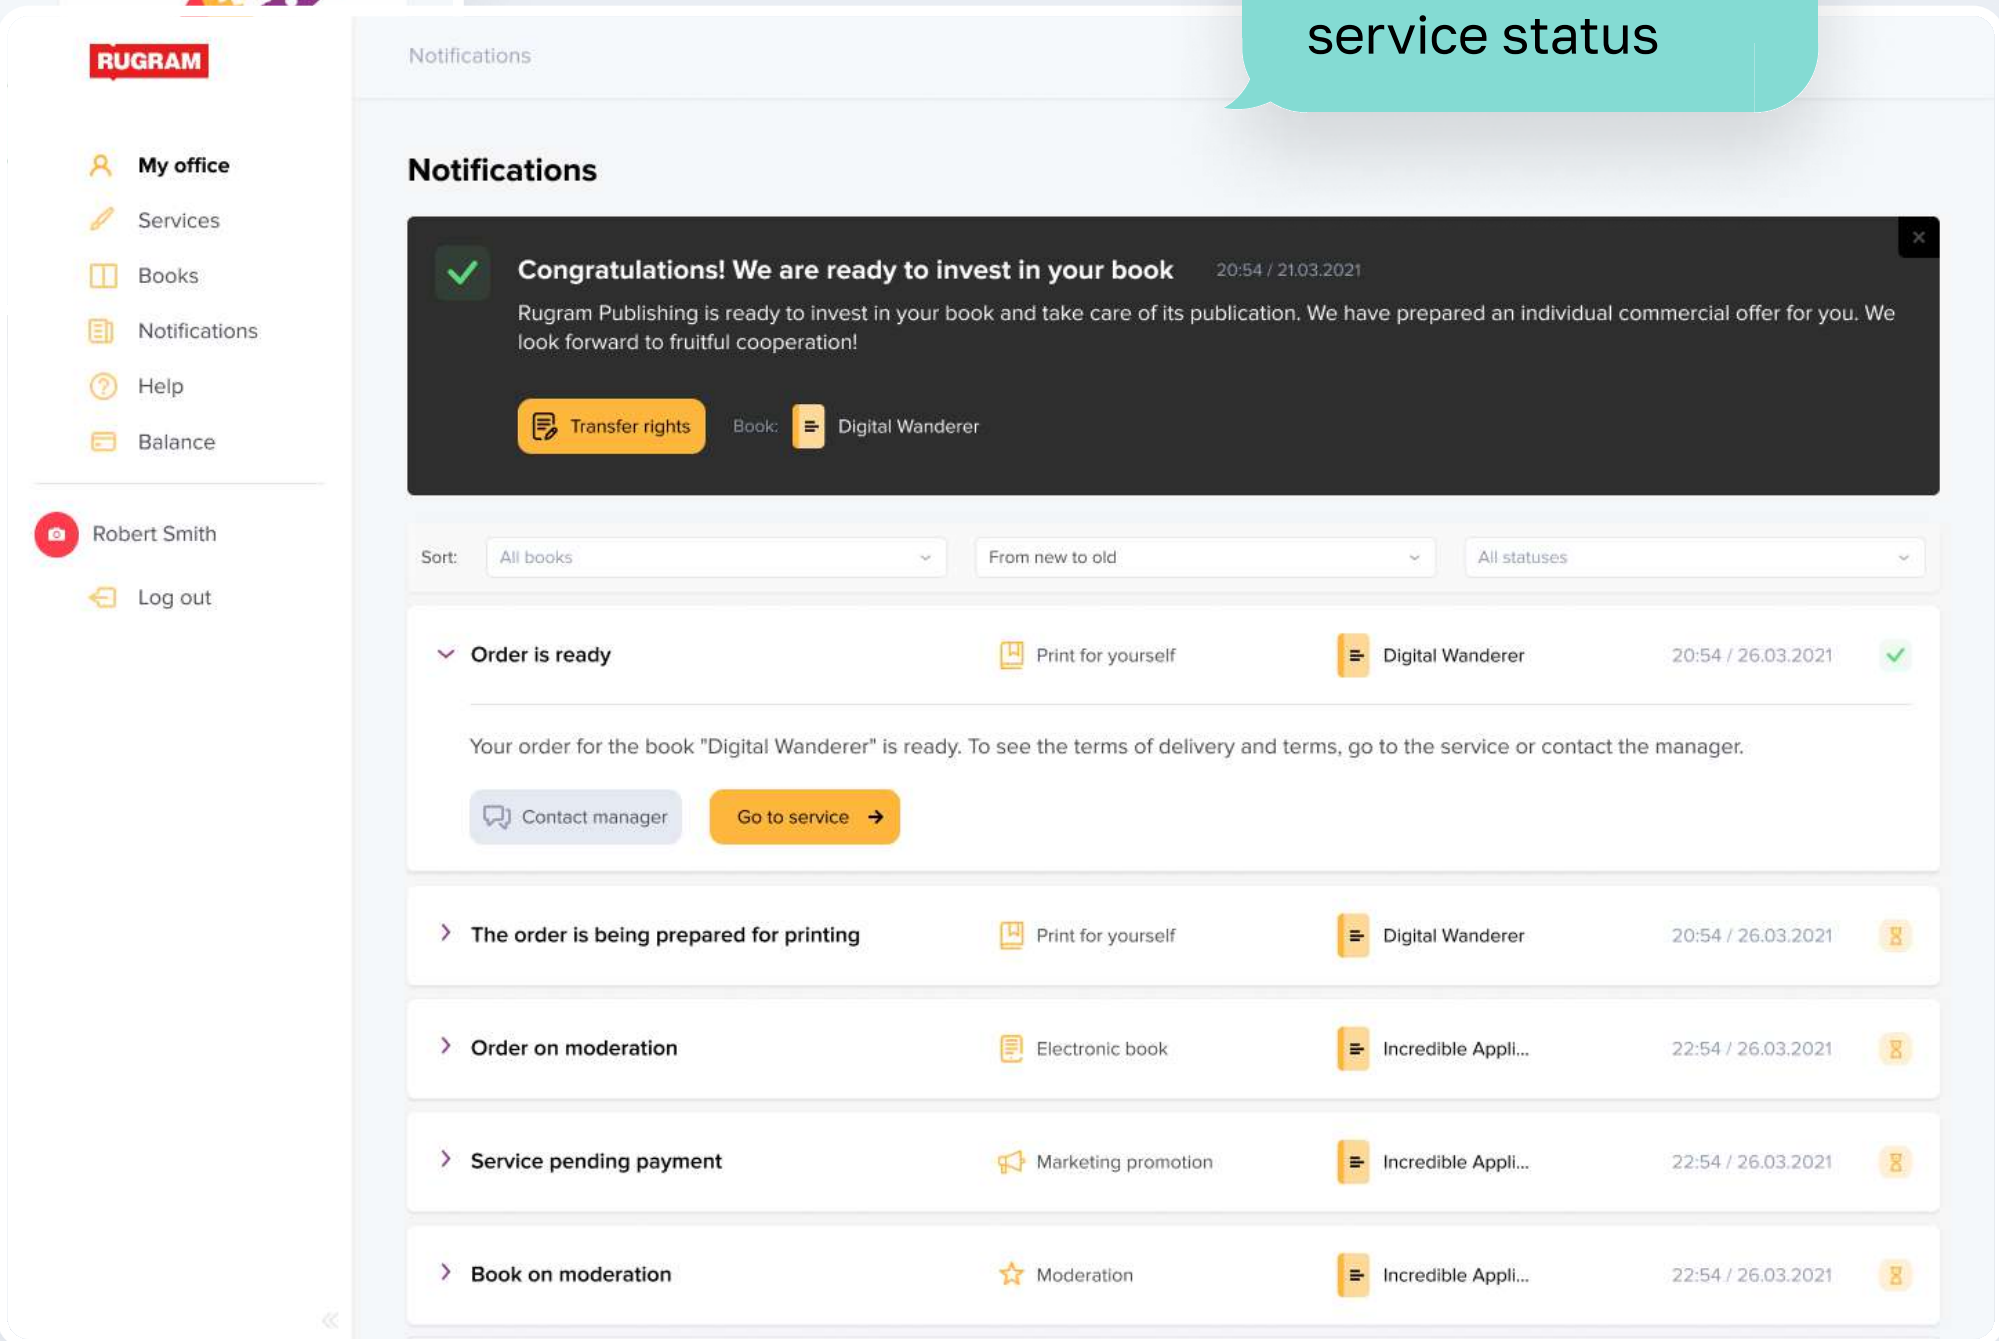 service status
RUGRAM
Notifications
My office
Services
Books
Notifications
Help
Balance
Robert Smith
Log out
Notifications
Congratulations! We are ready to invest in your book 20:54 / 21.03.2021
Rugram Publishing is ready to invest in your book and take care of its publication. We have prepared an individual commercial offer for you. We
look forward to fruitful cooperation!
Transfer rights Book: Digital Wanderer
Sort: All books From new to old All statuses
Order is ready Print for yourself Digital Wanderer 20:54 / 26.03.2021
Your order for the book "Digital Wanderer" is ready. To see the terms of delivery and terms, go to the service or contact the manager.
Contact manager Go to service
The order is being prepared for printing Print for yourself Digital Wanderer 20:54 / 26.03.2021
Order on moderation Electronic book Incredible Appli... 22:54 / 26.03.2021
Service pending payment Marketing promotion Incredible Appli... 22:54 / 26.03.2021
Book on moderation Moderation Incredible Appli... 22:54 / 26.03.2021